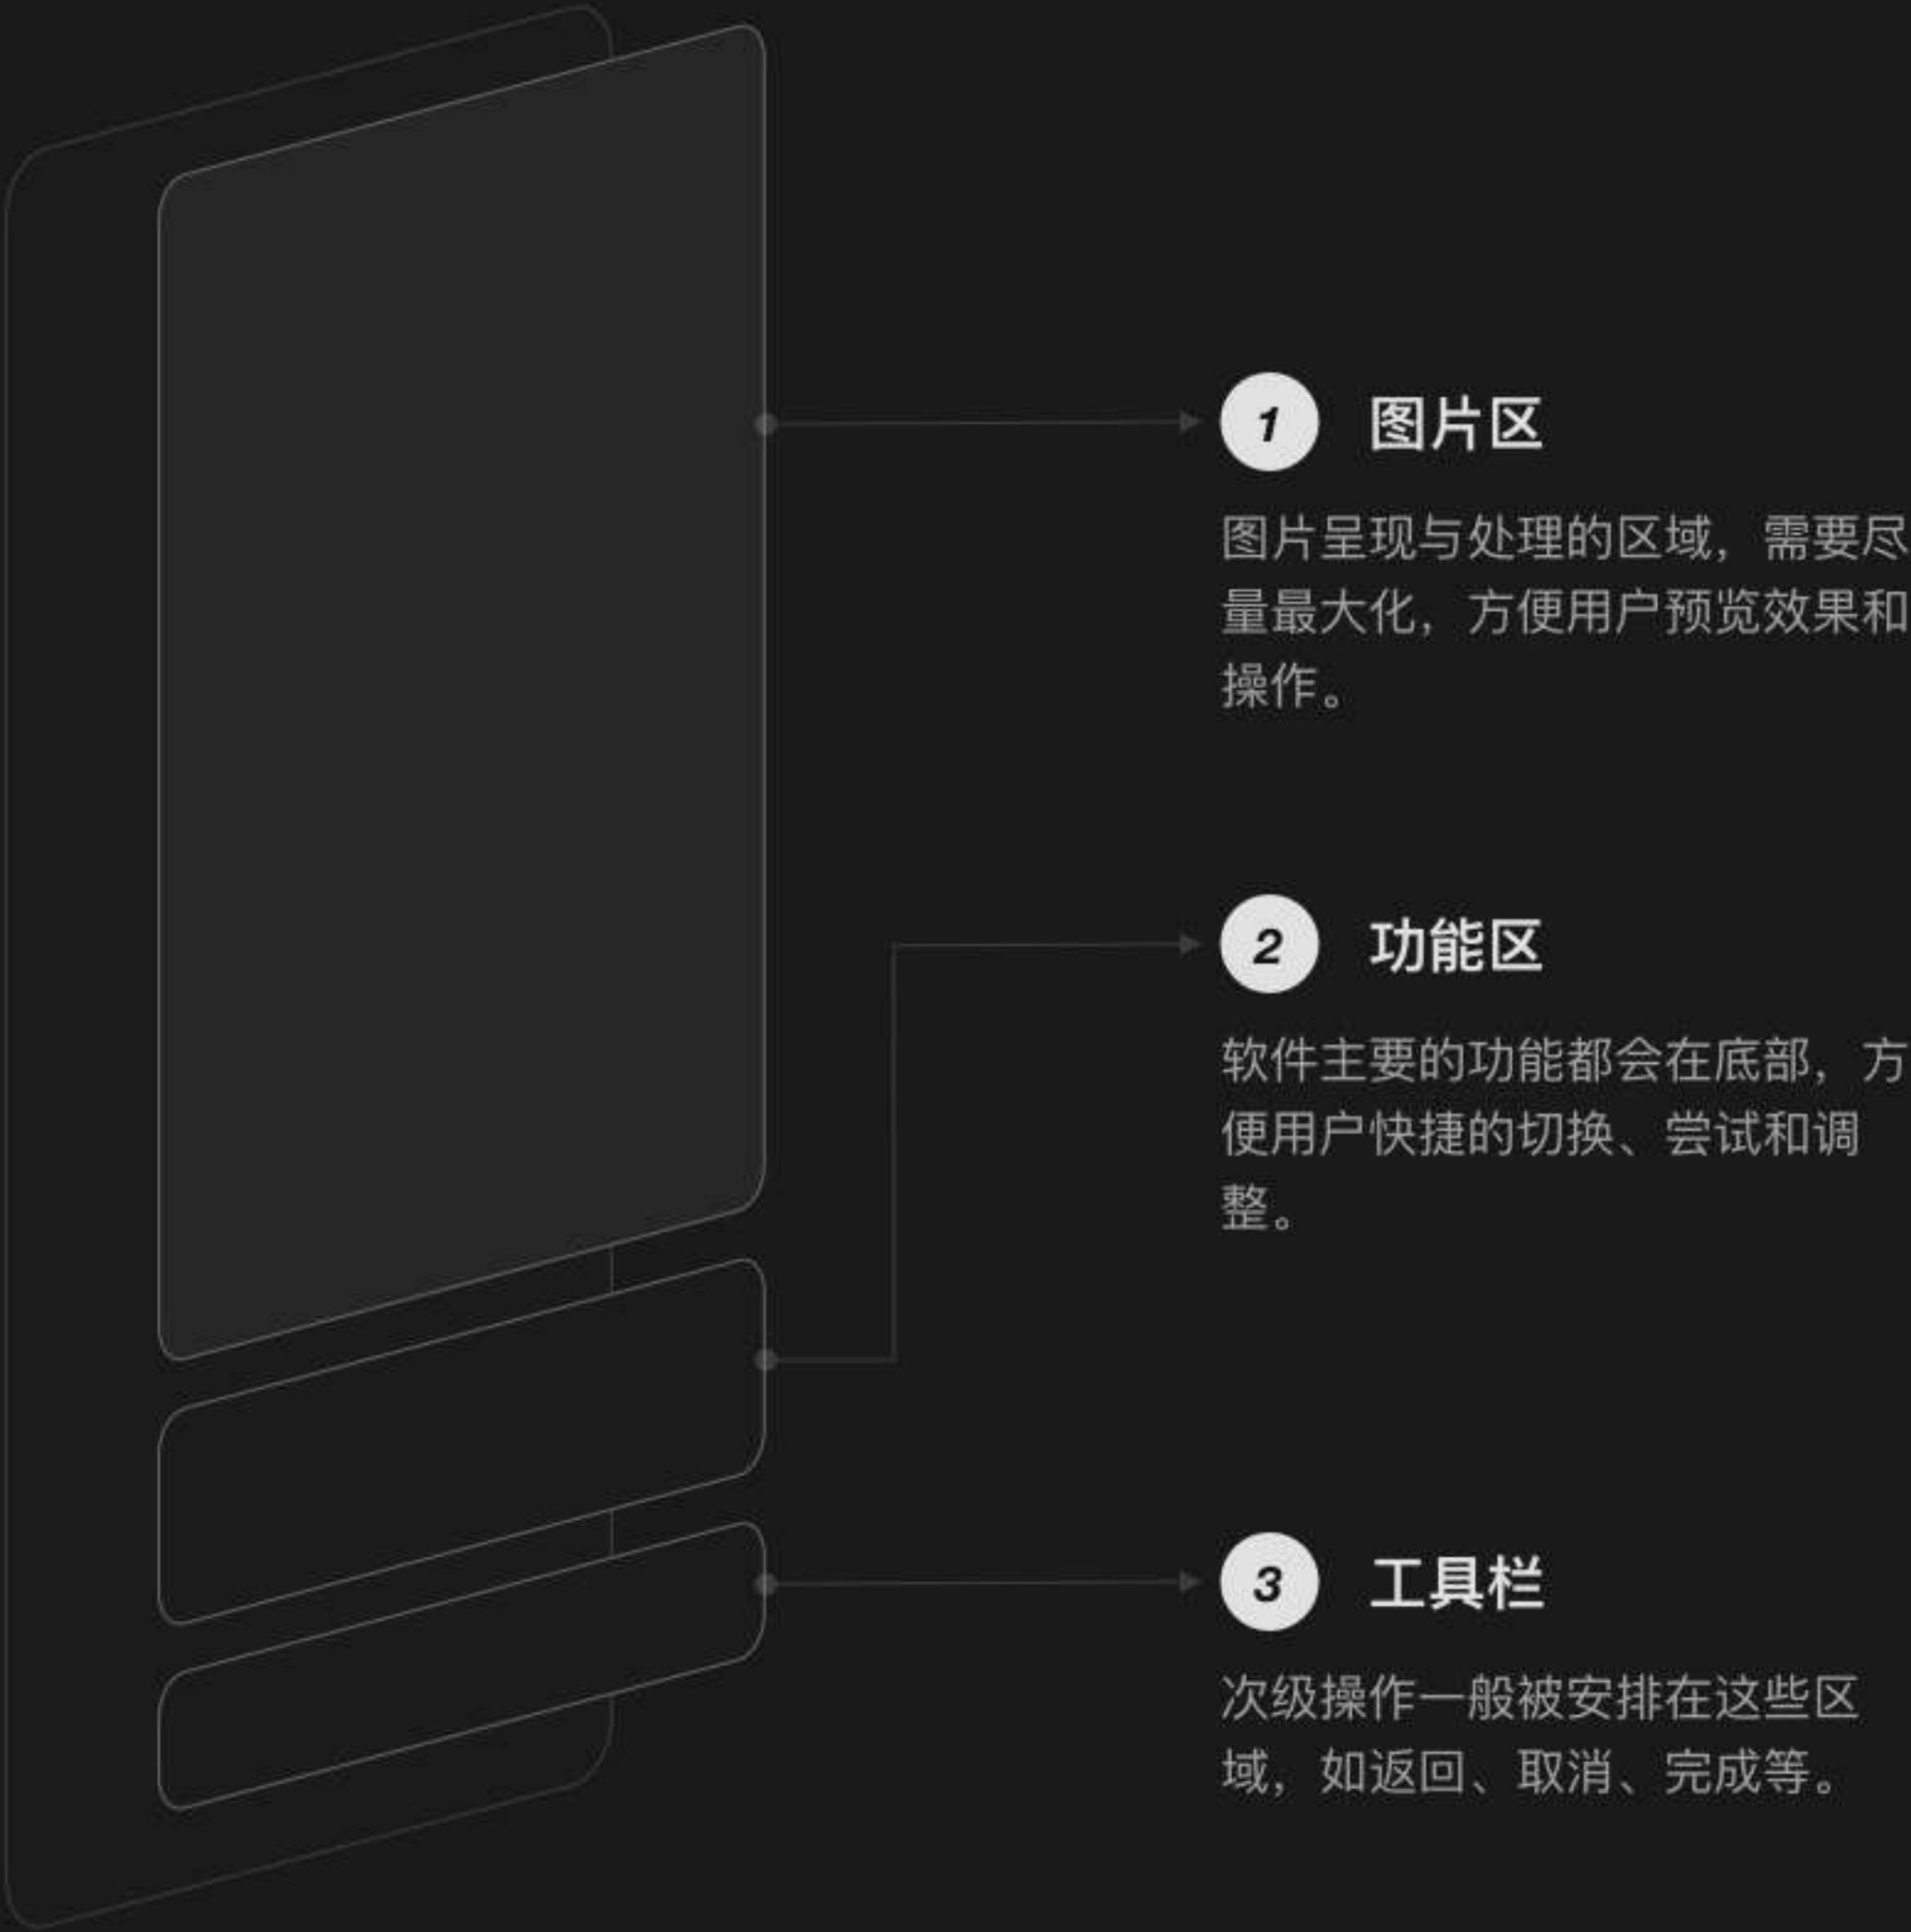 1 图片区
图片呈现与处理的区域，需要尽
量最大化，方便用户预览效果和
操作。
2 功能区
软件主要的功能都会在底部，方
便用户快捷的切换、尝试和调
整。
3 工具栏
次级操作一般被安排在这些区
域，如返回、取消、完成等。